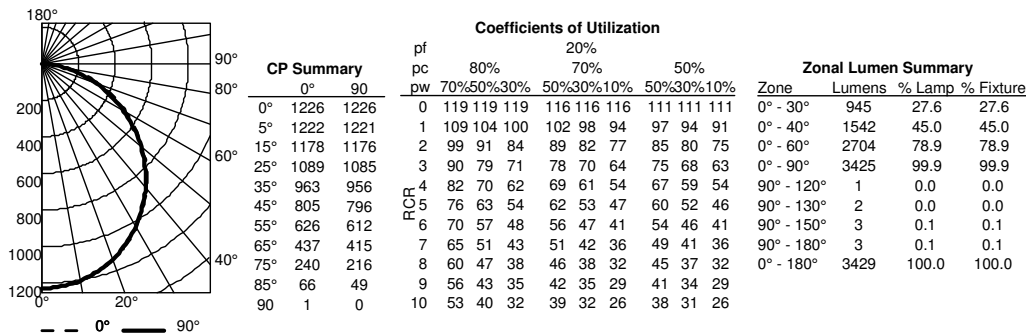 180°
90°
80°
60°
40°
20°
0°
200
400
600
800
1000
1200
0° 90°
CP Summary
0° 90
0° 1226 1226
5° 1222 1221
15° 1178 1176
25° 1089 1085
35° 963 956
45° 805 796
55° 626 612
65° 437 415
75° 240 216
85° 66 49
90 1 0
Coefficients of Utilization
pf 20%
pc 80% 70% 50%
pw 70%50%30% 50%30%10% 50%30%10%
RCR
0 119 119 119 116 116 116 111 111 111
1 109 104 100 102 98 94 97 94 91
2 99 91 84 89 82 77 85 80 75
3 90 79 71 78 70 64 75 68 63
4 82 70 62 69 61 54 67 59 54
5 76 63 54 62 53 47 60 52 46
6 70 57 48 56 47 41 54 46 41
7 65 51 43 51 42 36 49 41 36
8 60 47 38 46 38 32 45 37 32
9 56 43 35 42 35 29 41 34 29
10 53 40 32 39 32 26 38 31 26
Zonal Lumen Summary
Zone Lumens % Lamp % Fixture
0° - 30° 945 27.6 27.6
0° - 40° 1542 45.0 45.0
0° - 60° 2704 78.9 78.9
0° - 90° 3425 99.9 99.9
90° - 120° 1 0.0 0.0
90° - 130° 2 0.0 0.0
90° - 150° 3 0.1 0.1
90° - 180° 3 0.1 0.1
0° - 180° 3429 100.0 100.0